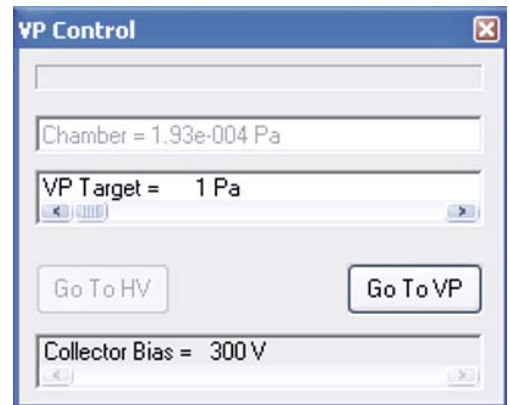 VP Control
Chamber = 1.93e-004 Pa
VP Target = 1 Pa
Go To HV
Go To VP
Collector Bias = 300 V